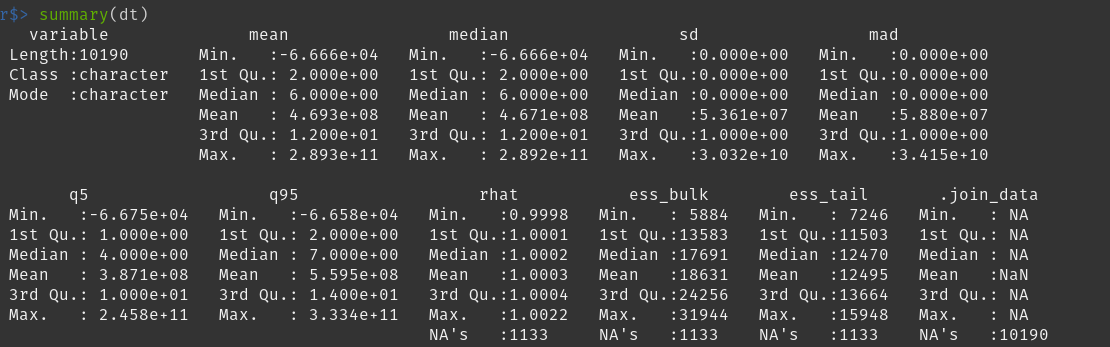 r$> summary(dt)
   variable              mean                median                 sd                 mad
 Length:10190       Min.   :-6.666e+04   Min.   :-6.666e+04   Min.   :0.000e+00   Min.   :0.000e+00
 Class :character   1st Qu.: 2.000e+00   1st Qu.: 2.000e+00   1st Qu.:0.000e+00   1st Qu.:0.000e+00
 Mode  :character   Median : 6.000e+00   Median : 6.000e+00   Median :0.000e+00   Median :0.000e+00
                    Mean   : 4.693e+08   Mean   : 4.671e+08   Mean   :5.361e+07   Mean   :5.880e+07
                    3rd Qu.: 1.200e+01   3rd Qu.: 1.200e+01   3rd Qu.:1.000e+00   3rd Qu.:1.000e+00
                    Max.   : 2.893e+11   Max.   : 2.892e+11   Max.   :3.032e+10   Max.   :3.415e+10
       q5                  q95                  rhat           ess_bulk        ess_tail       .join_data
 Min.   :-6.675e+04   Min.   :-6.658e+04   Min.   :0.9998   Min.   : 5884   Min.   : 7246   Min.   : NA
 1st Qu.: 1.000e+00   1st Qu.: 2.000e+00   1st Qu.:1.0001   1st Qu.:13583   1st Qu.:11503   1st Qu.: NA
 Median : 4.000e+00   Median : 7.000e+00   Median :1.0002   Median :17691   Median :12470   Median : NA
 Mean   : 3.871e+08   Mean   : 5.595e+08   Mean   :1.0003   Mean   :18631   Mean   :12495   Mean   :NaN
 3rd Qu.: 1.000e+01   3rd Qu.: 1.400e+01   3rd Qu.:1.0004   3rd Qu.:24256   3rd Qu.:13664   3rd Qu.: NA
 Max.   : 2.458e+11   Max.   : 3.334e+11   Max.   :1.0022   Max.   :31944   Max.   :15948   Max.   : NA
                                           NA's   :1133     NA's   :1133    NA's   :1133    NA's   :10190